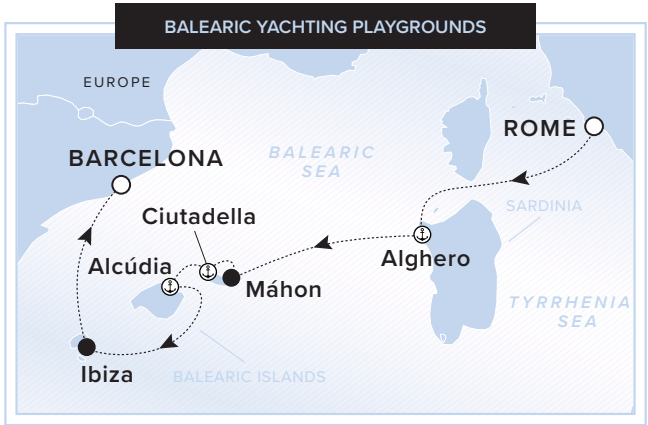 BALEARIC YACHTING PLAYGROUNDS
EUROPE
ROME
BARCELONA
BALEARIC
SEA
SARDINIA
Ciutadella
Alghero
Alcúdia
Máhon
TYRRHENIA
SEA
Ibiza
BALEARIC ISLANDS